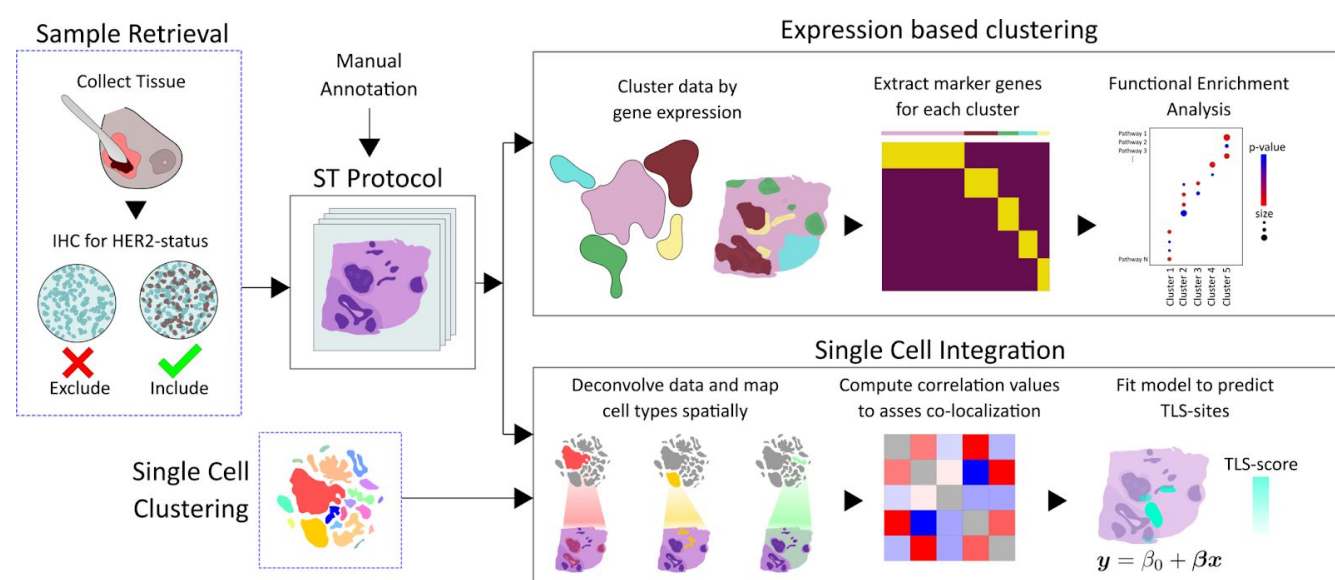 Sample Retrieval
Collect Tissue
IHC for HER2-status
Exclude
Include
Manual
Annotation
ST Protocol
Single Cell
Clustering
Expression based clustering
Cluster data by
gene expression
Extract marker genes
for each cluster
Functional Enrichment
Analysis
Pathway 1
Pathway 2
Pathway 3
...
Pathway N
Cluster 1
Cluster 2
Cluster 3
Cluster 4
Cluster 5
p-value
size
Single Cell Integration
Deconvolve data and map
cell types spatially
Compute correlation values
to asses co-localization
Fit model to predict
TLS-sites
TLS-score
y = β₀ + βx